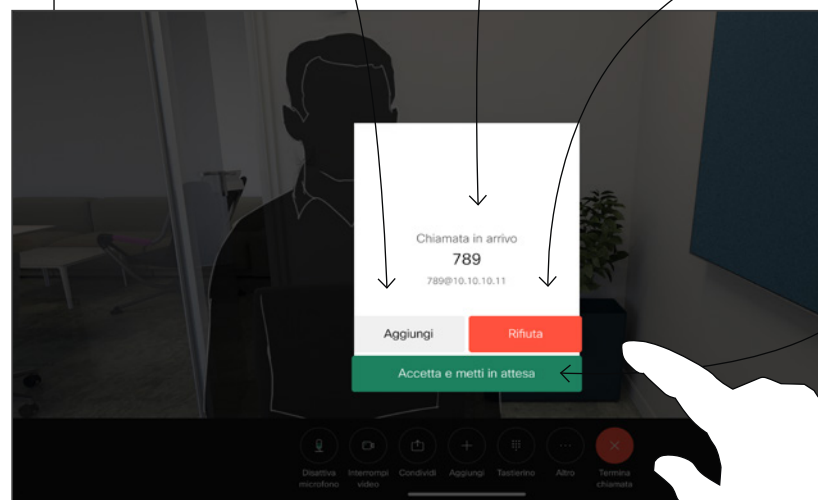 Chiamata in arrivo
789
789@10.10.10.11
Aggiungi
Rifiuta
Accetta e metti in attesa
Disattiva microfono
Interrompi video
Condividi
Aggiungi
Tastierino
Altro
Termina chiamata